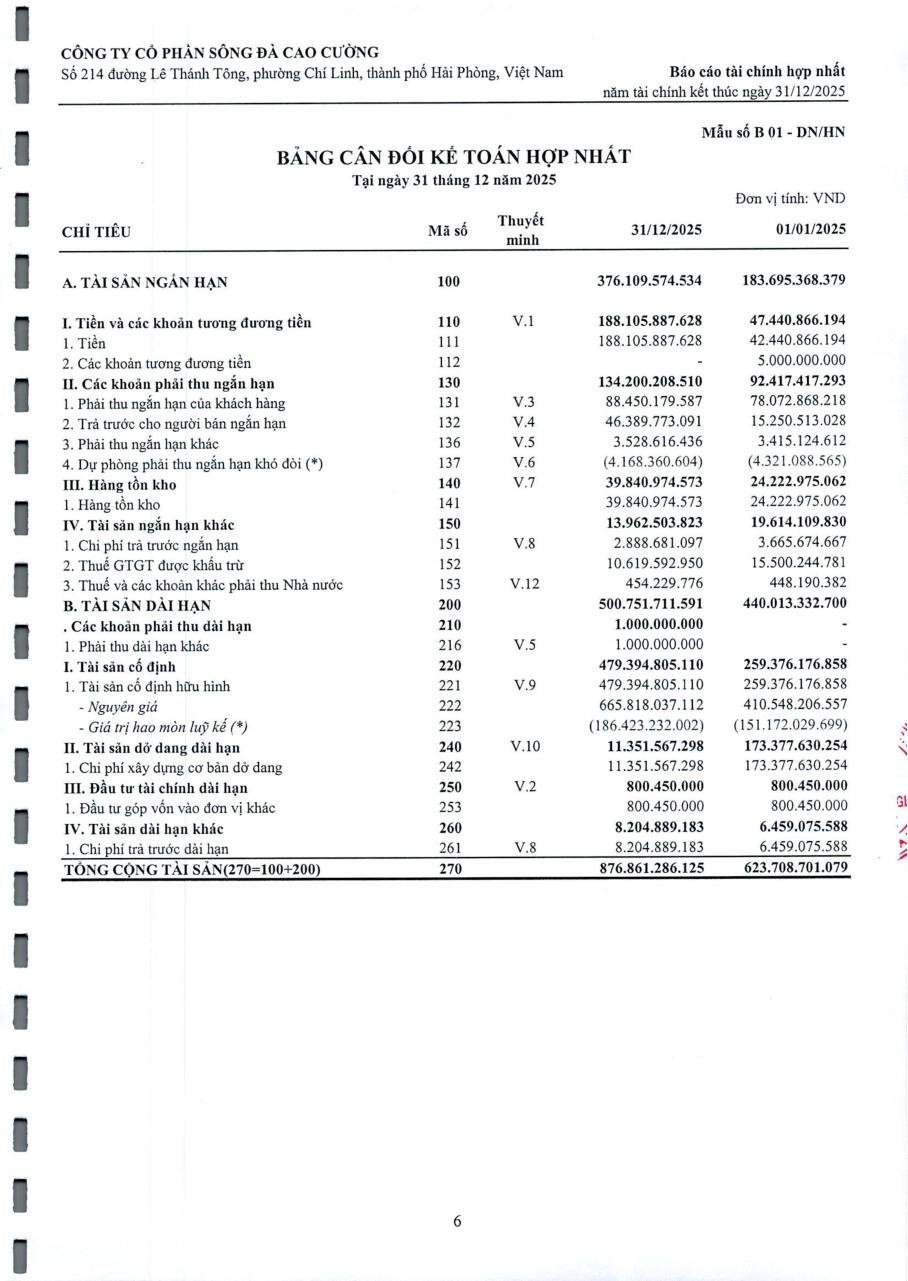 CÔNG TY CỔ PHẦN SÔNG ĐÀ CAO CƯỜNG
Số 214 đường Lê Thánh Tông, phường Chí Linh, thành phố Hải Phòng, Việt Nam
Báo cáo tài chính hợp nhất
năm tài chính kết thúc ngày 31/12/2025
Mẫu số B 01 - DN/HN
BẢNG CÂN ĐỐI KẾ TOÁN HỢP NHẤT
Tại ngày 31 tháng 12 năm 2025
Đơn vị tính: VND
CHỈ TIÊU Mã số Thuyết minh 31/12/2025 01/01/2025
A. TÀI SẢN NGẮN HẠN 100 376.109.574.534 183.695.368.379
I. Tiền và các khoản tương đương tiền 110 V.1 188.105.887.628 47.440.866.194
1. Tiền 111 188.105.887.628 42.440.866.194
2. Các khoản tương đương tiền 112 - 5.000.000.000
II. Các khoản phải thu ngắn hạn 130 134.200.208.510 92.417.417.293
1. Phải thu ngắn hạn của khách hàng 131 V.3 88.450.179.587 78.072.868.218
2. Trả trước cho người bán ngắn hạn 132 V.4 46.389.773.091 15.250.513.028
3. Phải thu ngắn hạn khác 136 V.5 3.528.616.436 3.415.124.612
4. Dự phòng phải thu ngắn hạn khó đòi (*) 137 V.6 (4.168.360.604) (4.321.088.565)
III. Hàng tồn kho 140 V.7 39.840.974.573 24.222.975.062
1. Hàng tồn kho 141 39.840.974.573 24.222.975.062
IV. Tài sản ngắn hạn khác 150 13.962.503.823 19.614.109.830
1. Chi phí trả trước ngắn hạn 151 V.8 2.888.681.097 3.665.674.667
2. Thuế GTGT được khấu trừ 152 10.619.592.950 15.500.244.781
3. Thuế và các khoản khác phải thu Nhà nước 153 V.12 454.229.776 448.190.382
B. TÀI SẢN DÀI HẠN 200 500.751.711.591 440.013.332.700
. Các khoản phải thu dài hạn 210 1.000.000.000 -
1. Phải thu dài hạn khác 216 V.5 1.000.000.000 -
I. Tài sản cố định 220 479.394.805.110 259.376.176.858
1. Tài sản cố định hữu hình 221 V.9 479.394.805.110 259.376.176.858
- Nguyên giá 222 665.818.037.112 410.548.206.557
- Giá trị hao mòn luỹ kế (*) 223 (186.423.232.002) (151.172.029.699)
II. Tài sản dở dang dài hạn 240 V.10 11.351.567.298 173.377.630.254
1. Chi phí xây dựng cơ bản dở dang 242 11.351.567.298 173.377.630.254
III. Đầu tư tài chính dài hạn 250 V.2 800.450.000 800.450.000
1. Đầu tư góp vốn vào đơn vị khác 253 800.450.000 800.450.000
IV. Tài sản dài hạn khác 260 8.204.889.183 6.459.075.588
1. Chi phí trả trước dài hạn 261 V.8 8.204.889.183 6.459.075.588
TỔNG CỘNG TÀI SẢN(270=100+200) 270 876.861.286.125 623.708.701.079
6